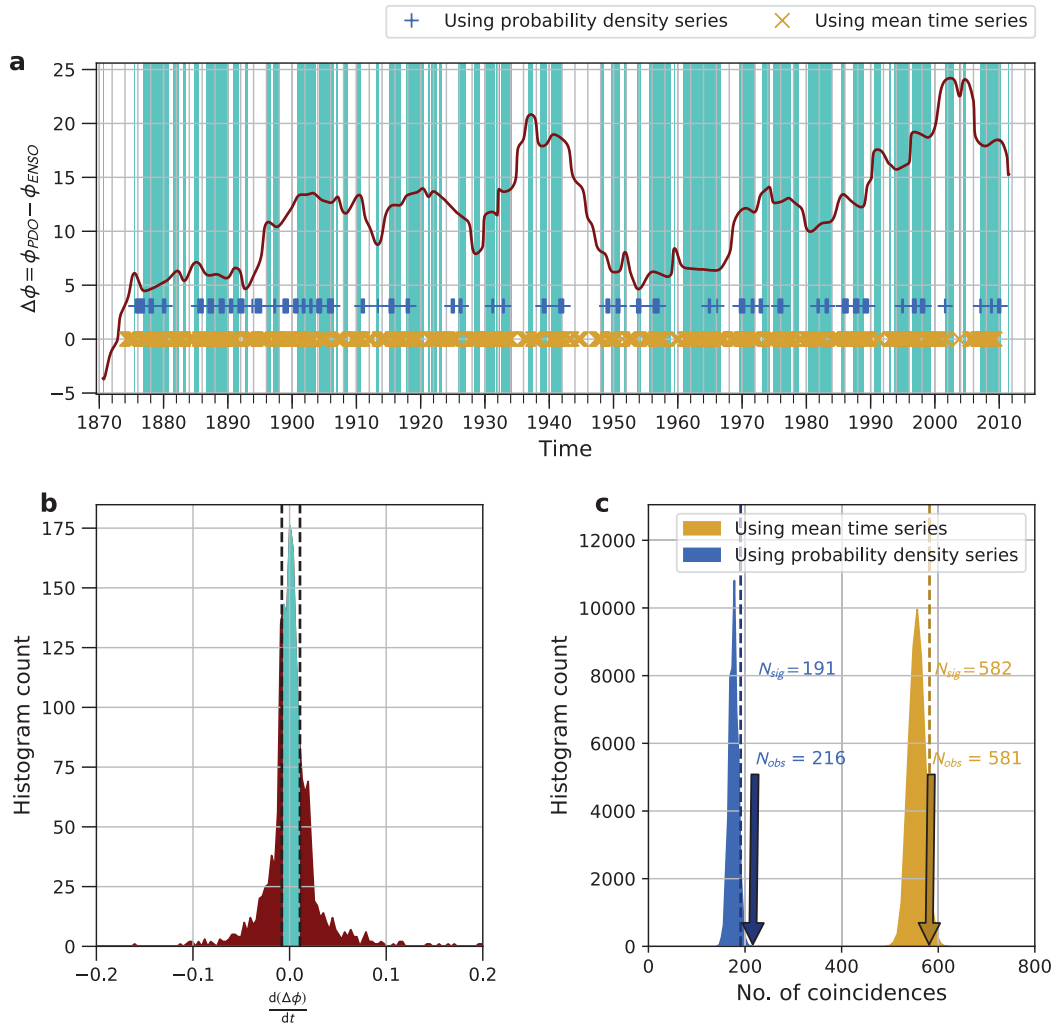 Using probability density series Using mean time series
a
Δϕ = ϕPDO − ϕENSO
25
20
15
10
5
0
−5
1870 1880 1890 1900 1910 1920 1930 1940 1950 1960 1970 1980 1990 2000 2010
Time
b
Histogram count
175
150
125
100
75
50
25
0
−0.2 −0.1 0.0 0.1 0.2
d(Δϕ)
dt
c
Using mean time series
Using probability density series
Histogram count
12000
10000
8000
6000
4000
2000
0
Nsig=191 Nsig=582
Nobs = 216 Nobs = 581
0 200 400 600 800
No. of coincidences